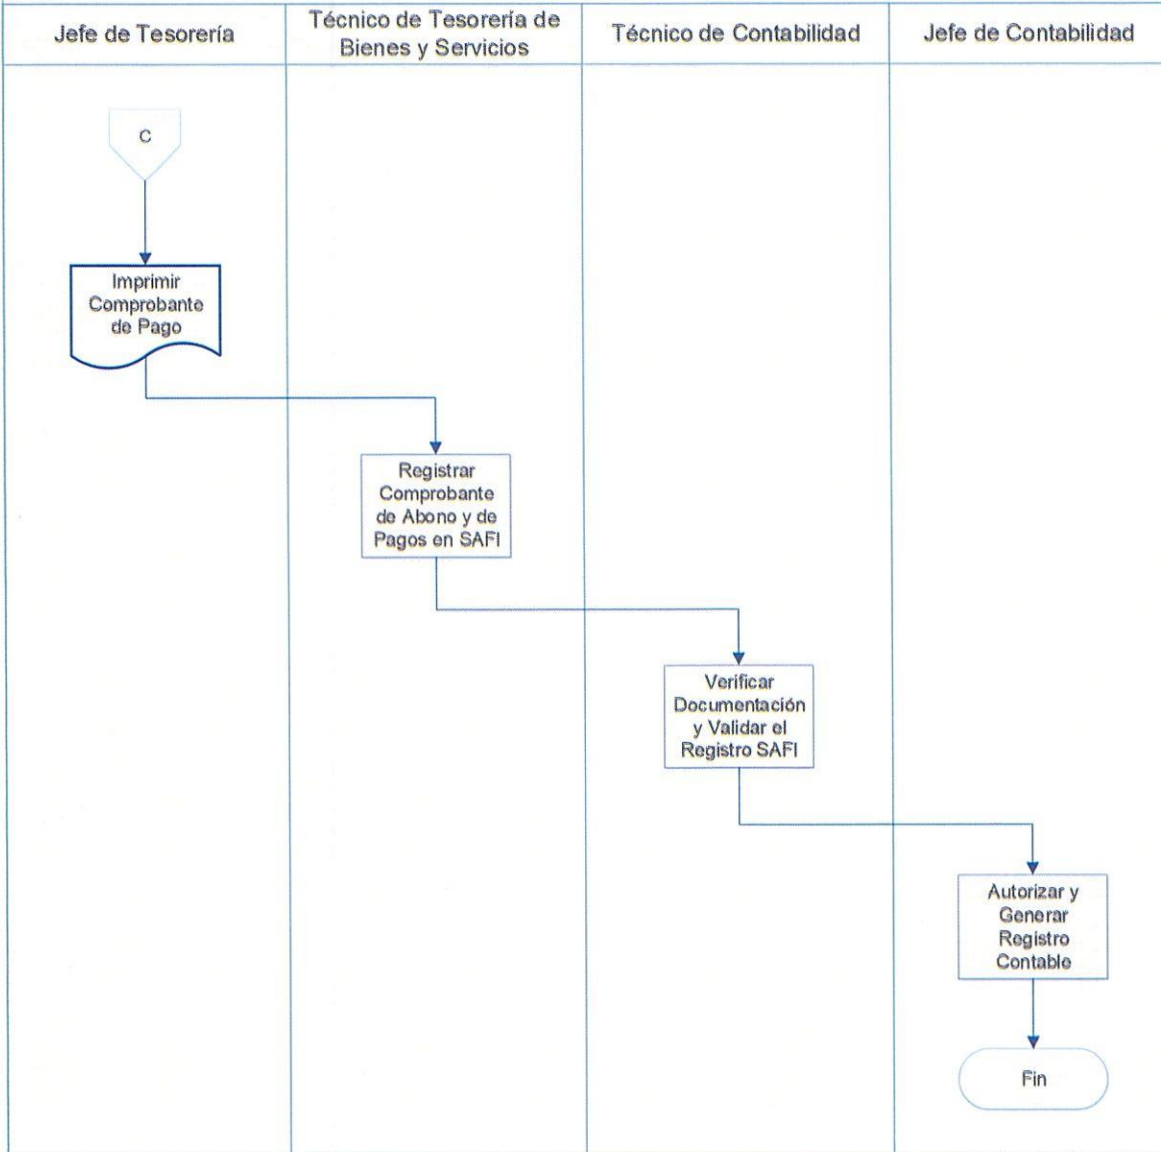 Jefe de Tesorería
Técnico de Tesorería de
Bienes y Servicios
Técnico de Contabilidad
Jefe de Contabilidad
C
Imprimir
Comprobante
de Pago
Registrar
Comprobante
de Abono y de
Pagos en SAFI
Verificar
Documentación
y Validar el
Registro SAFI
Autorizar y
Generar
Registro
Contable
Fin